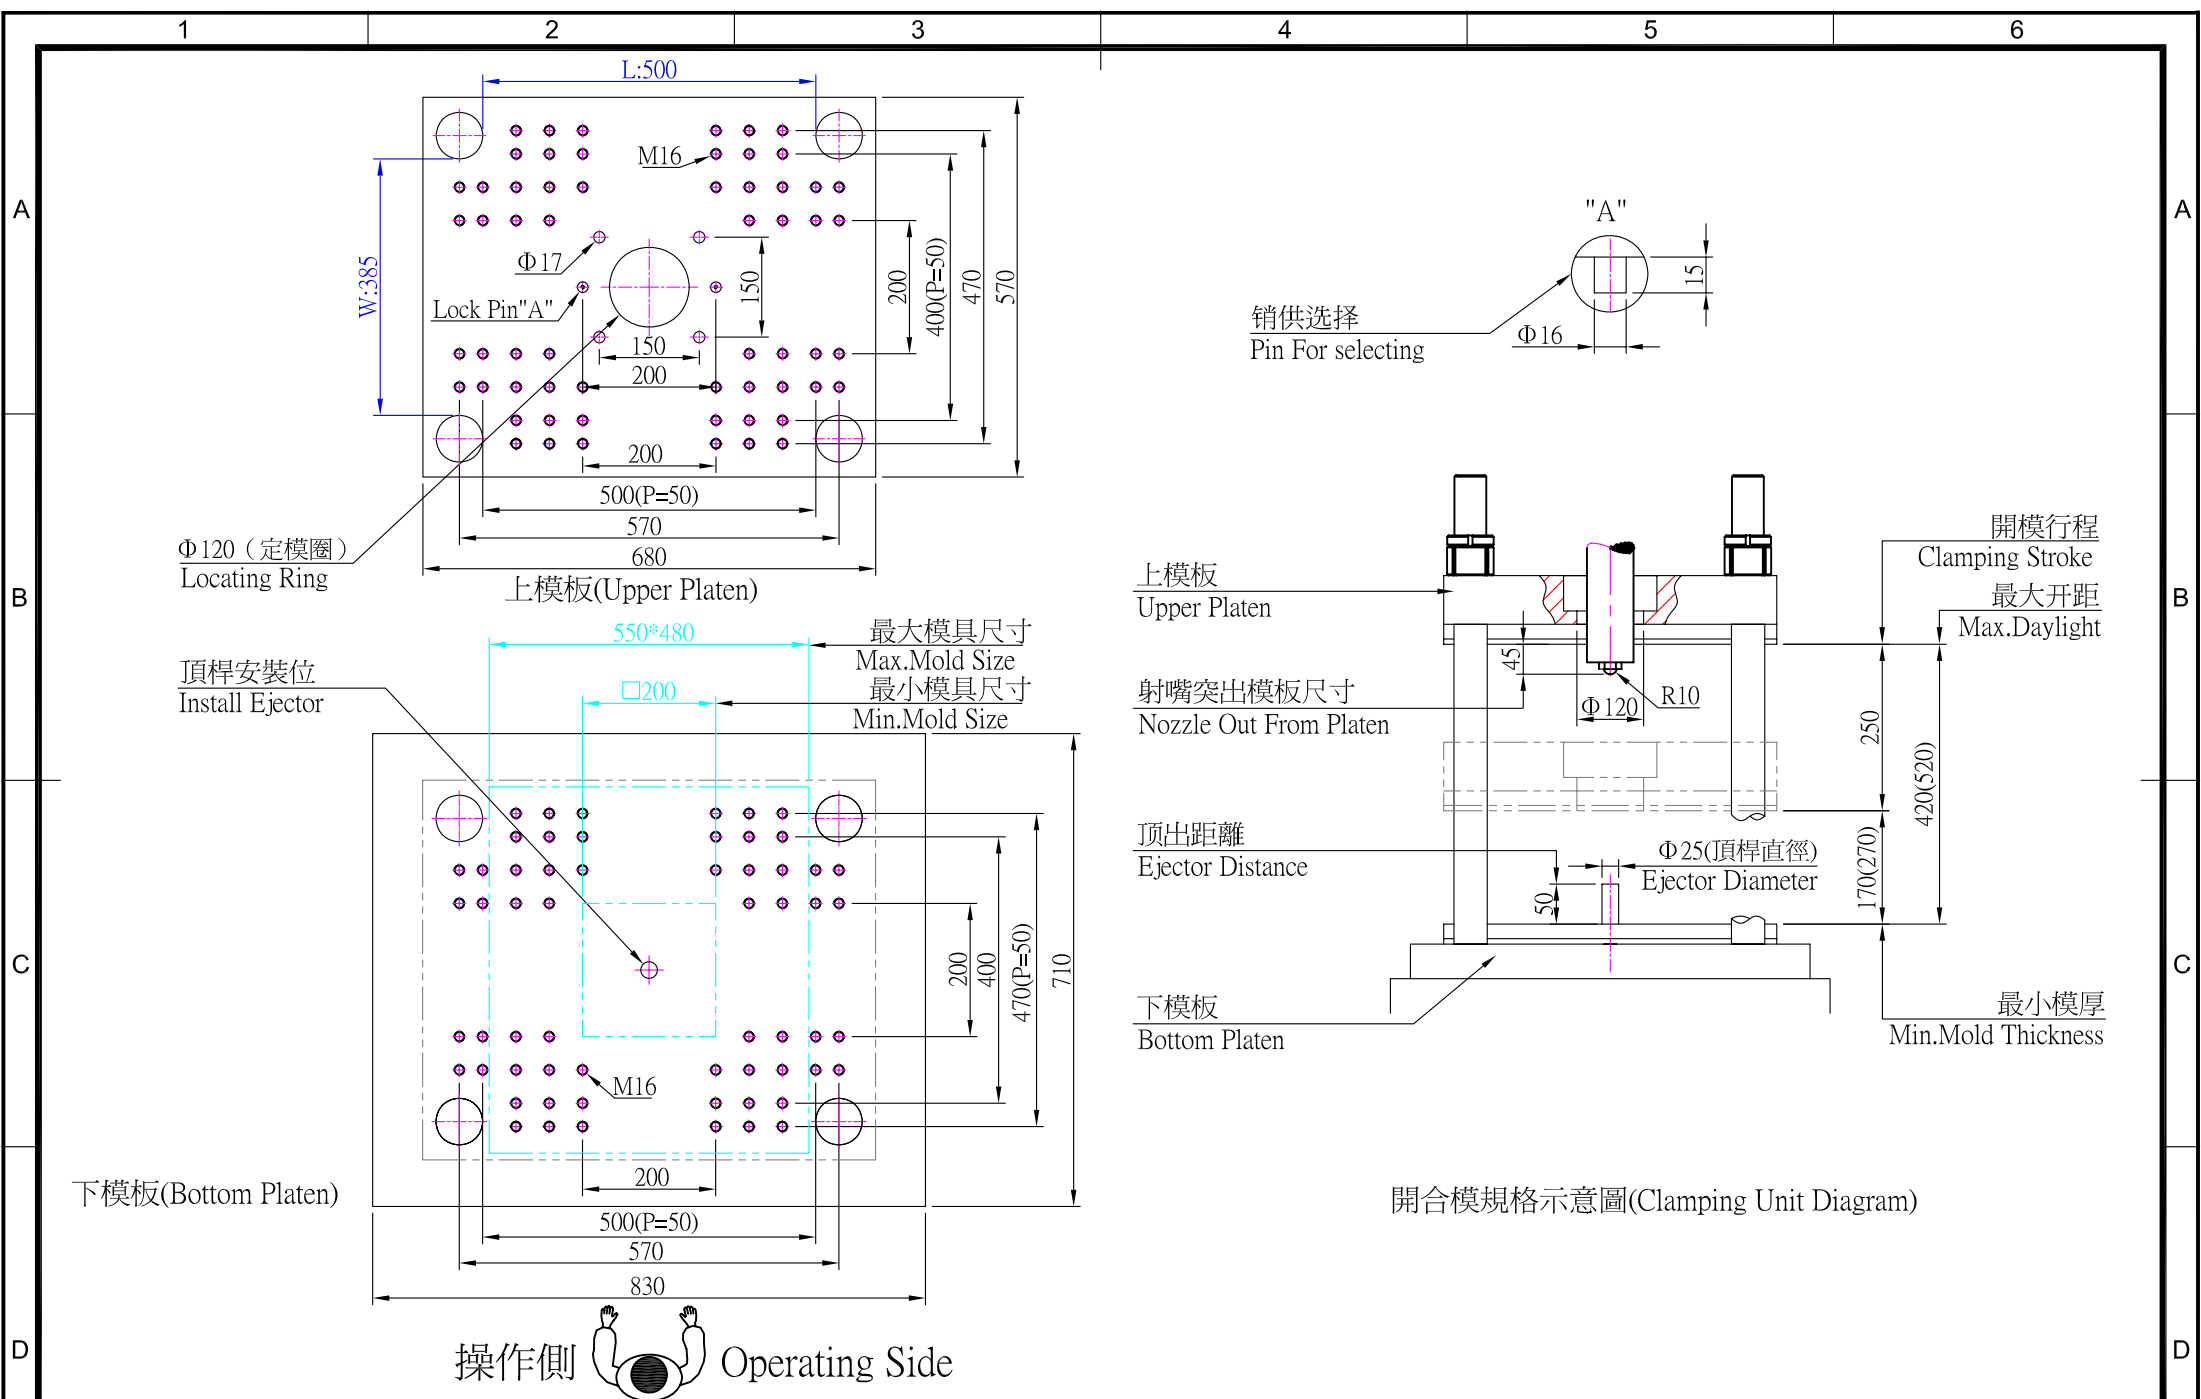 1 2 3 4 5 6
A
A
B
B
C
C
D
D
L:500
M16
W:385
Φ17
Lock Pin"A"
150
150
200
200
400(P=50)
470
570
200
500(P=50)
570
680
Φ120（定模圈）
Locating Ring
上模板(Upper Platen)
"A"
15
销供选择
Pin For selecting
Φ16
550*480
最大模具尺寸
Max.Mold Size
□200
最小模具尺寸
Min.Mold Size
頂桿安裝位
Install Ejector
200
400
470(P=50)
710
M16
200
500(P=50)
570
830
下模板(Bottom Platen)
操作側
Operating Side
開模行程
Clamping Stroke
最大开距
Max.Daylight
上模板
Upper Platen
45
射嘴突出模板尺寸
Nozzle Out From Platen
R10
Φ120
250
420(520)
170(270)
顶出距離
Ejector Distance
Φ25(頂桿直徑)
Ejector Diameter
50
下模板
Bottom Platen
最小模厚
Min.Mold Thickness
開合模規格示意圖(Clamping Unit Diagram)